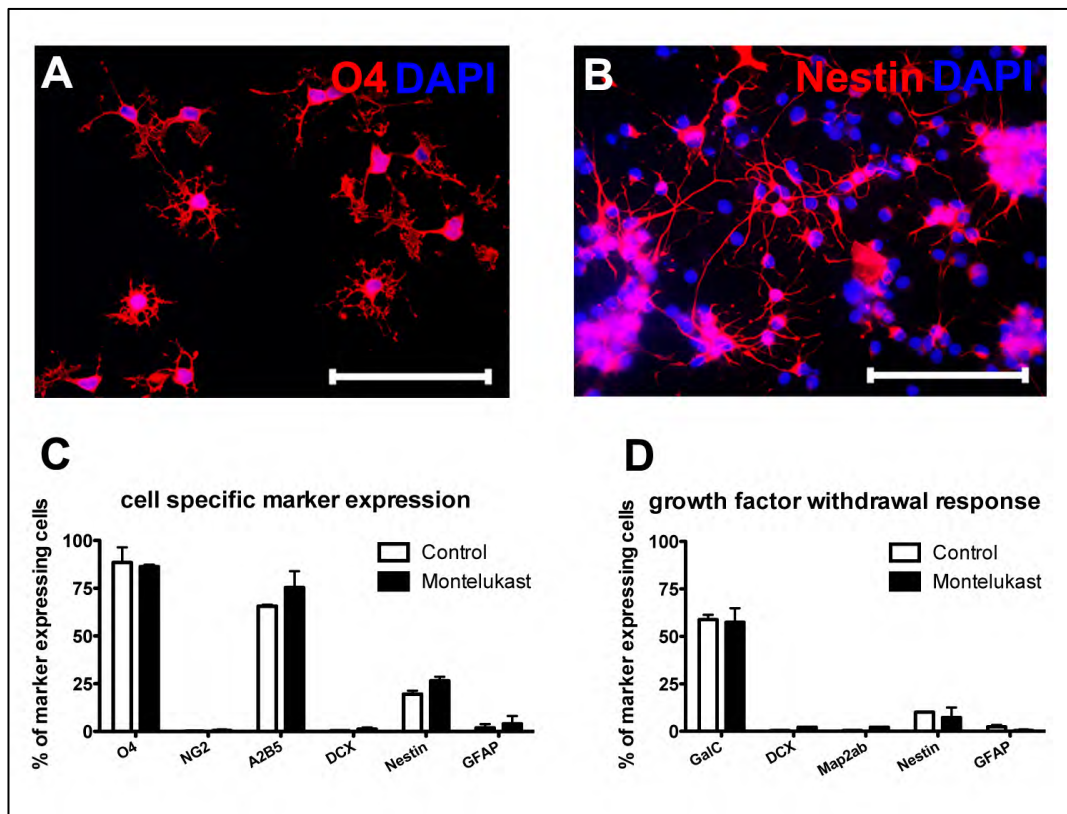 A
O4 DAPI
B
Nestin DAPI
C
cell specific marker expression
% of marker expressing cells
100
75
50
25
0
Control
Montelukast
O4
NG2
A2B5
DCX
Nestin
GFAP
D
growth factor withdrawal response
% of marker expressing cells
100
75
50
25
0
Control
Montelukast
GalC
DCX
Map2ab
Nestin
GFAP